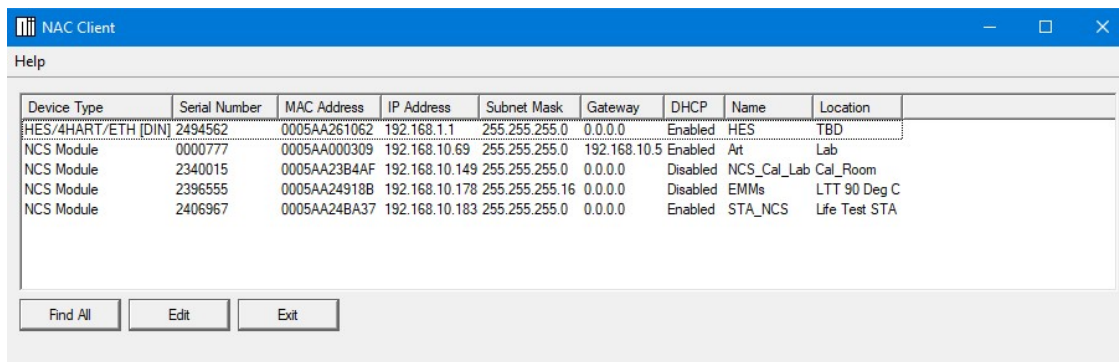 NAC Client
Help
Device Type Serial Number MAC Address IP Address Subnet Mask Gateway DHCP Name Location
HES/4HART/ETH [DIN] 2494562 0005AA261062 192.168.1.1 255.255.255.0 0.0.0.0 Enabled HES TBD
NCS Module 0000777 0005AA000309 192.168.10.69 255.255.255.0 192.168.10.5 Enabled Art Lab
NCS Module 2340015 0005AA23B4AF 192.168.10.149 255.255.255.0 0.0.0.0 Disabled NCS_Cal_Lab Cal_Room
NCS Module 2396555 0005AA24918B 192.168.10.178 255.255.255.16 0.0.0.0 Disabled EMMs LTT 90 Deg C
NCS Module 2406967 0005AA24BA37 192.168.10.183 255.255.255.0 0.0.0.0 Enabled STA_NCS Life Test STA
Find All Edit Exit